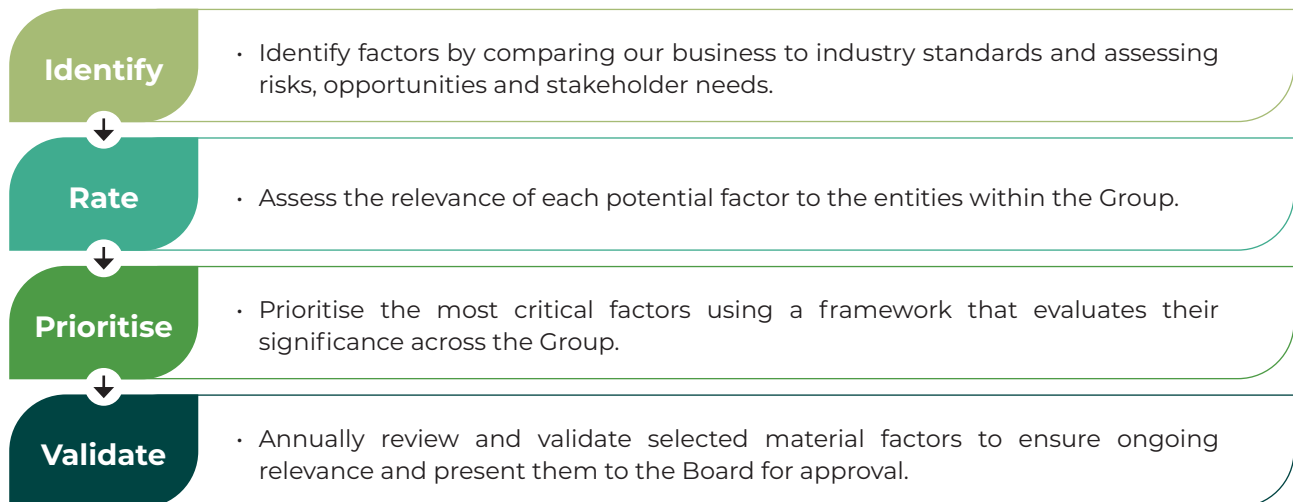 Identify
• Identify factors by comparing our business to industry standards and assessing
risks, opportunities and stakeholder needs.
Rate
• Assess the relevance of each potential factor to the entities within the Group.
Prioritise
• Prioritise the most critical factors using a framework that evaluates their
significance across the Group.
Validate
• Annually review and validate selected material factors to ensure ongoing
relevance and present them to the Board for approval.